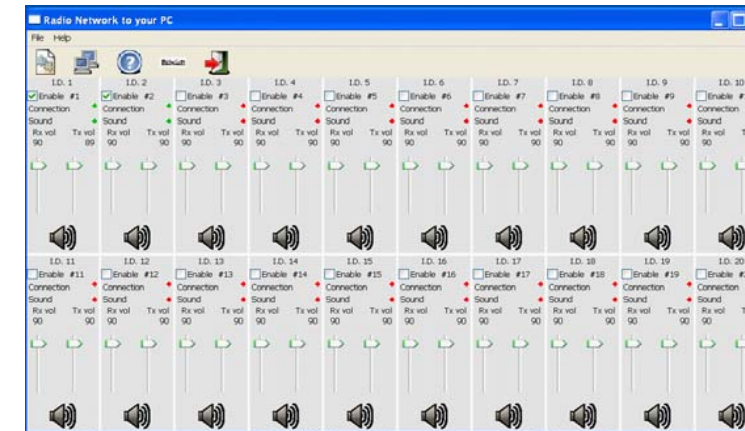 Radio Network to your PC
File Help
I.D. 1 I.D. 2 I.D. 3 I.D. 4 I.D. 5 I.D. 6 I.D. 7 I.D. 8 I.D. 9 I.D. 10
Enable #1 Enable #2 Enable #3 Enable #4 Enable #5 Enable #6 Enable #7 Enable #8 Enable #9 Enable
Connection Connection Connection Connection Connection Connection Connection Connection Connection Connection
Sound Sound Sound Sound Sound Sound Sound Sound Sound Sound
Rx vol Tx vol Rx vol Tx vol Rx vol Tx vol Rx vol Tx vol Rx vol Tx vol Rx vol Tx vol Rx vol Tx vol Rx vol Tx vol Rx vol Tx vol Rx vol
90 89 90 90 90 90 90 90 90 90 90 90 90 90 90 90 90 90 90
I.D. 11 I.D. 12 I.D. 13 I.D. 14 I.D. 15 I.D. 16 I.D. 17 I.D. 18 I.D. 19 I.D. 20
Enable #11 Enable #12 Enable #13 Enable #14 Enable #15 Enable #16 Enable #17 Enable #18 Enable #19 Enable
Connection Connection Connection Connection Connection Connection Connection Connection Connection Connection
Sound Sound Sound Sound Sound Sound Sound Sound Sound Sound
Rx vol Tx vol Rx vol Tx vol Rx vol Tx vol Rx vol Tx vol Rx vol Tx vol Rx vol Tx vol Rx vol Tx vol Rx vol Tx vol Rx vol Tx vol Rx vol
90 90 90 90 90 90 90 90 90 90 90 90 90 90 90 90 90 90 90